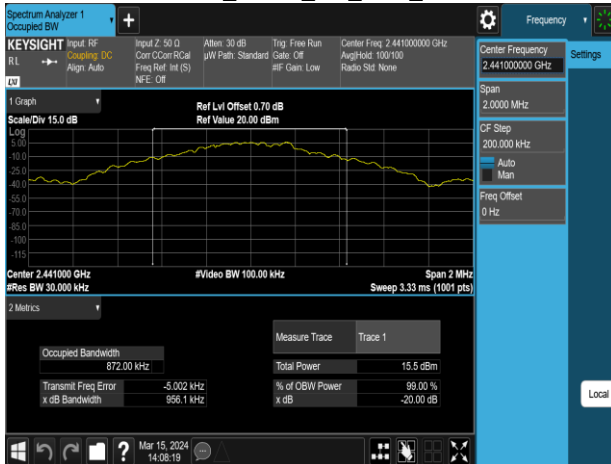 Spectrum Analyzer 1
Occupied BW
Frequency
KEYSIGHT
RL
LXI
Input: RF
Coupling: DC
Align: Auto
Input Z: 50 Ω
Corr CCorr RCal
Freq Ref: Int (S)
NFE: Off
Atten: 30 dB
µW Path: Standard
Trig: Free Run
Gate: Off
#IF Gain: Low
Center Freq: 2.441000000 GHz
Avg|Hold: 100/100
Radio Std: None
Center Frequency
2.441000000 GHz
Settings
Span
2.0000 MHz
CF Step
200.000 kHz
Auto
Man
Freq Offset
0 Hz
Local
1 Graph
Scale/Div 15.0 dB
Ref Lvl Offset 0.70 dB
Ref Value 20.00 dBm
Log
5.00
-10.0
-25.0
-40.0
-55.0
-70.0
-85.0
-100
-115
Center 2.441000 GHz
#Video BW 100.00 kHz
Span 2 MHz
#Res BW 30.000 kHz
Sweep 3.33 ms (1001 pts)
2 Metrics
Measure Trace
Trace 1
Occupied Bandwidth
872.00 kHz
Total Power
15.5 dBm
Transmit Freq Error
-5.002 kHz
% of OBW Power
99.00 %
x dB Bandwidth
956.1 kHz
x dB
-20.00 dB
Mar 15, 2024
14:08:19